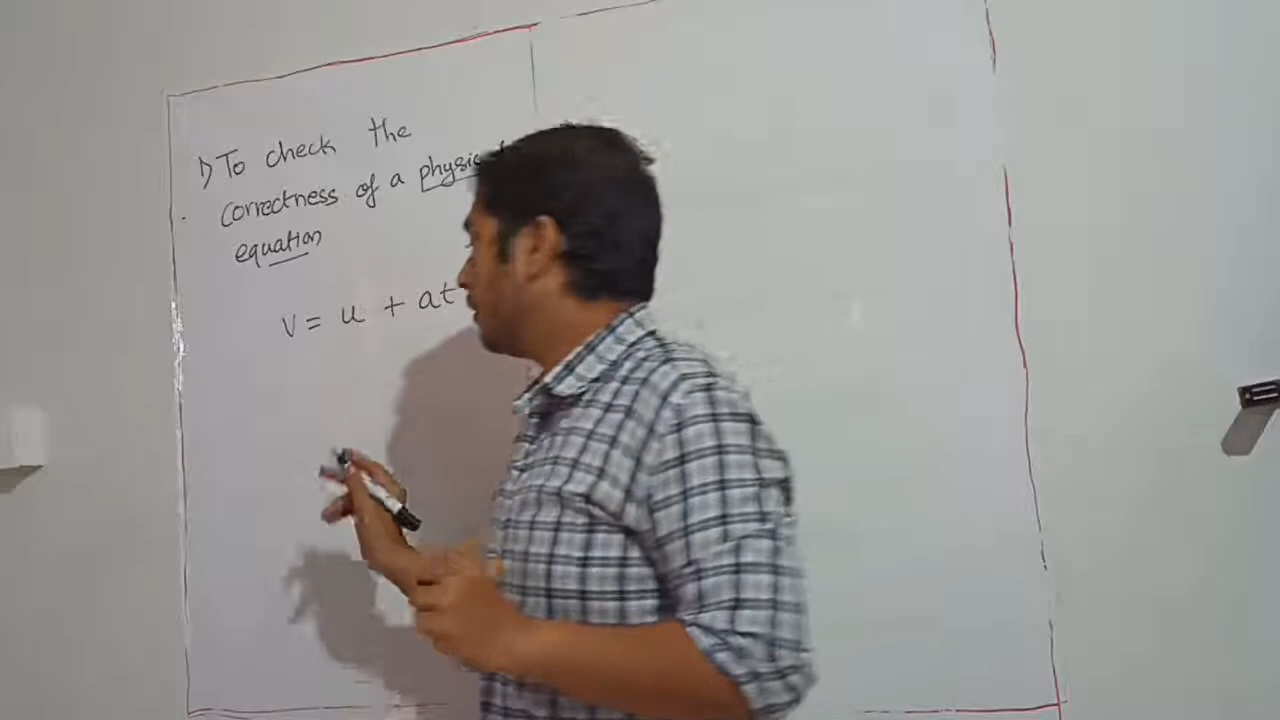 1) To check the
correctness of a
equation
v = u + at